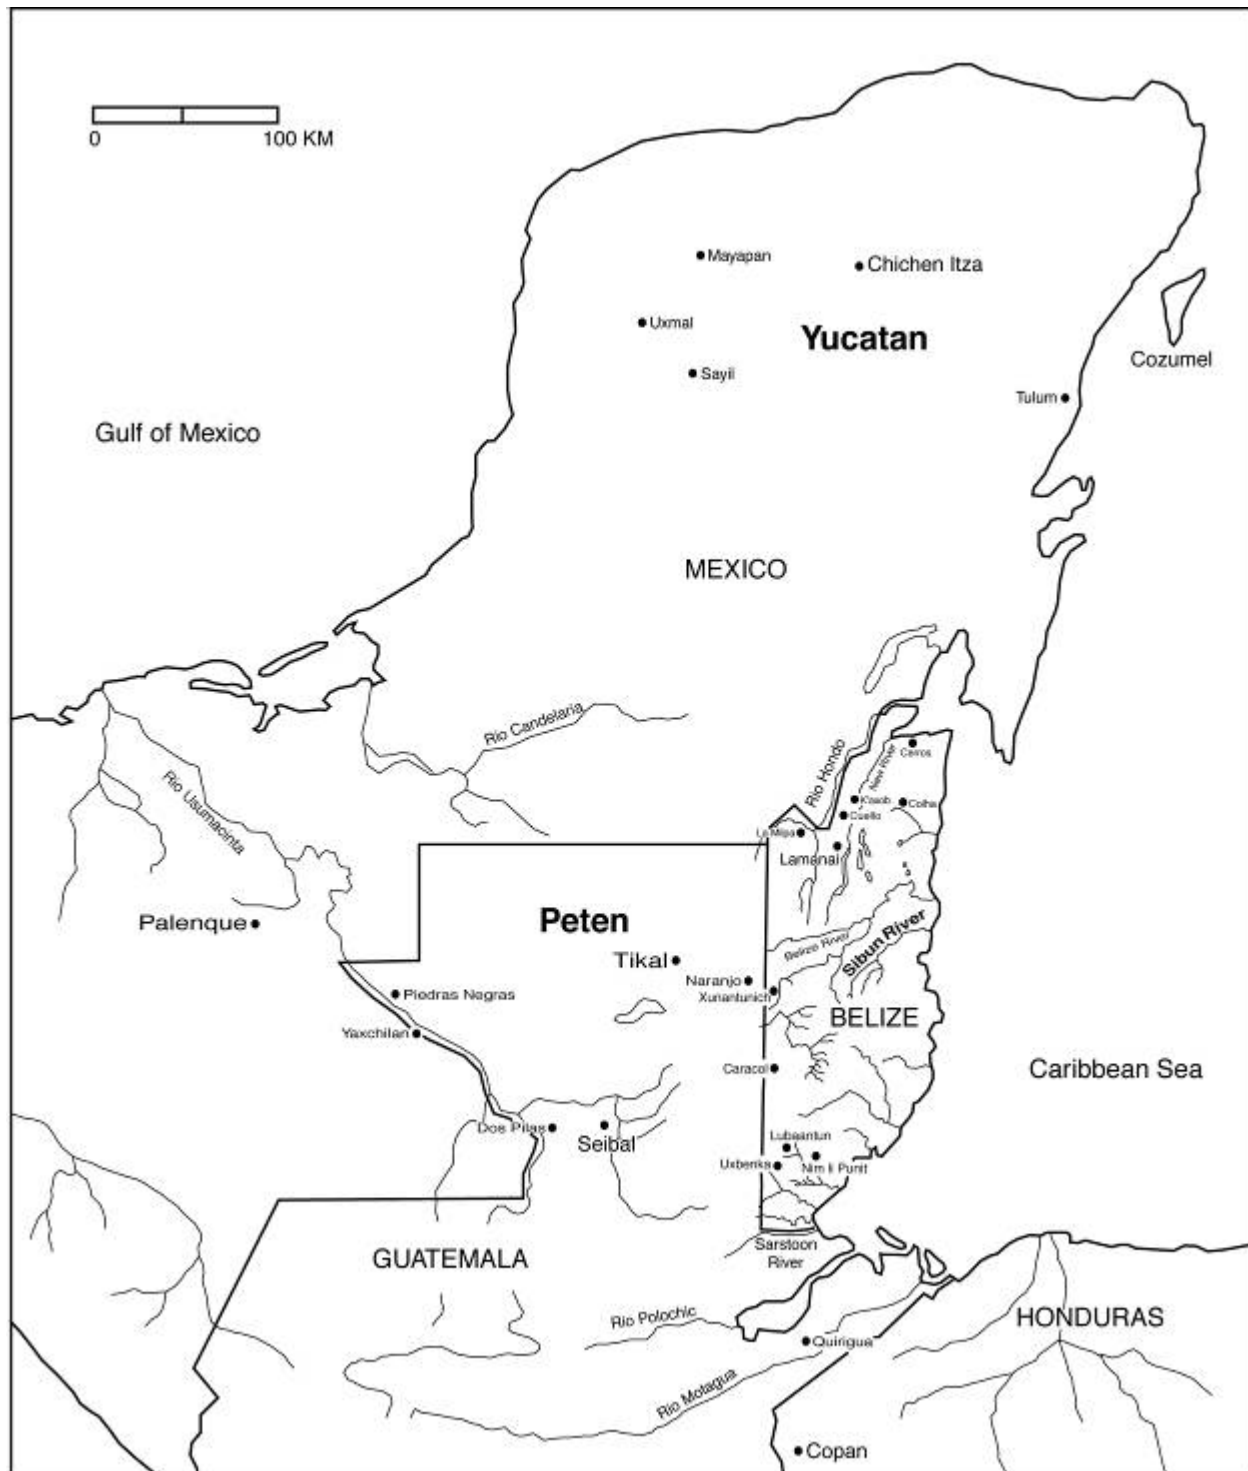 0 100 KM
Mayapan
Chichen Itza
Uxmal
Yucatan
Cozumel
Sayil
Tulum
Gulf of Mexico
MEXICO
Rio Candelaria
Rio Hondo
New River
Cerros
Rio Usumacinta
K'axob
Colha
Cuello
La Milpa
Lamanai
Palenque
Peten
Belize River
Sibun River
Tikal
Naranjo
Xunantunich
Piedras Negras
BELIZE
Yaxchilan
Caracol
Caribbean Sea
Dos Pilas
Seibal
Lubaantun
Uxbenka
Nim li Punit
Sarstoon
River
GUATEMALA
Rio Polochic
HONDURAS
Quirigua
Rio Motagua
Copan